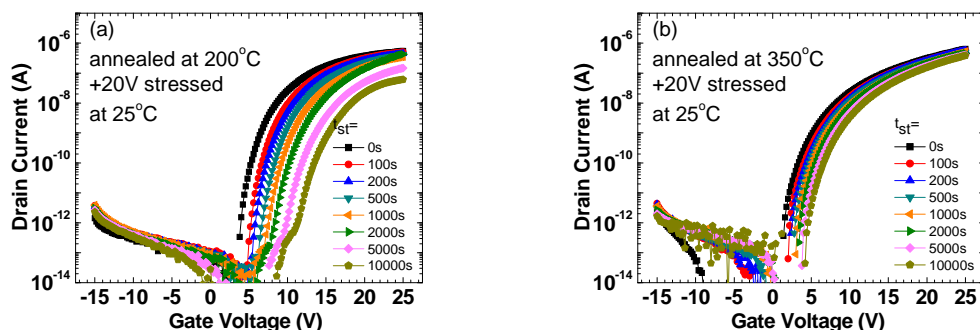 (a)
annealed at 200°C
+20V stressed
at 25°C
t_st=
0s
100s
200s
500s
1000s
2000s
5000s
10000s
Drain Current (A)
10^-6
10^-8
10^-10
10^-12
10^-14
-15 -10 -5 0 5 10 15 20 25
Gate Voltage (V)
(b)
annealed at 350°C
+20V stressed
at 25°C
t_st=
0s
100s
200s
500s
1000s
2000s
5000s
10000s
Drain Current (A)
10^-6
10^-8
10^-10
10^-12
10^-14
-15 -10 -5 0 5 10 15 20 25
Gate Voltage (V)